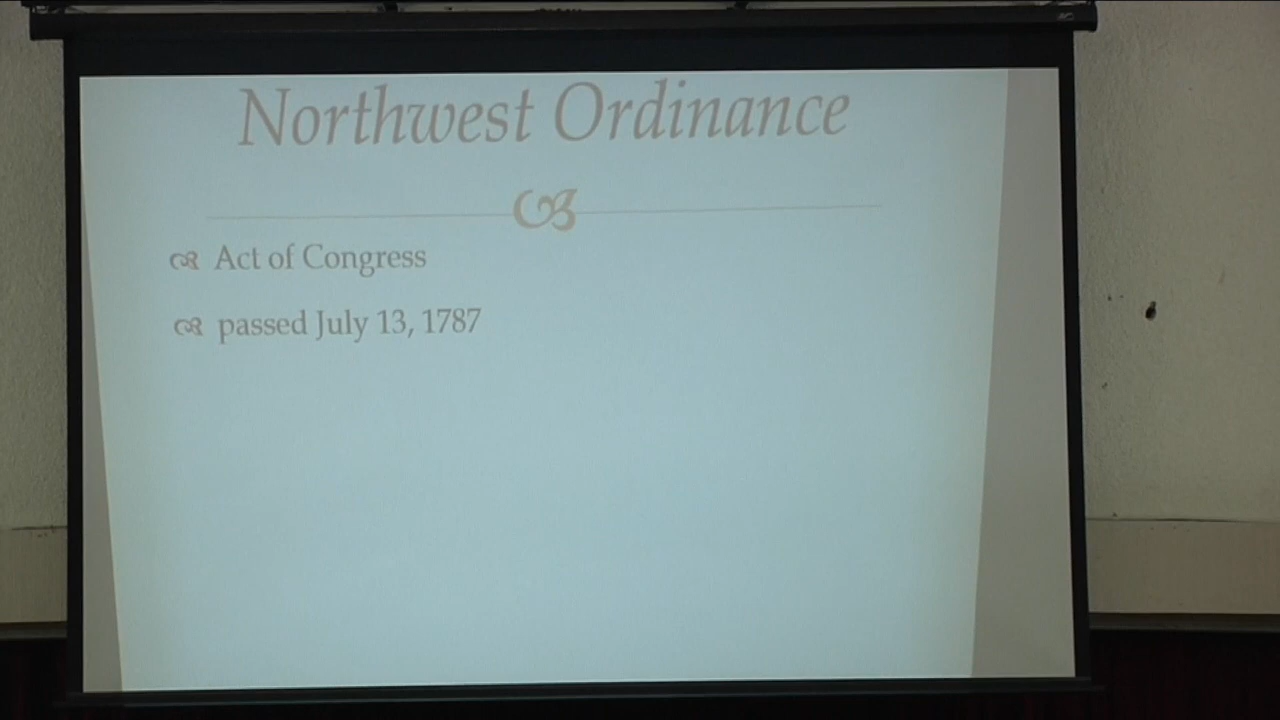 Northwest Ordinance
Act of Congress
passed July 13, 1787